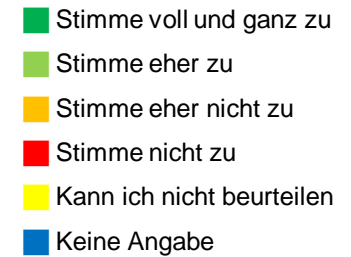 Stimme voll und ganz zu
Stimme eher zu
Stimme eher nicht zu
Stimme nicht zu
Kann ich nicht beurteilen
Keine Angabe